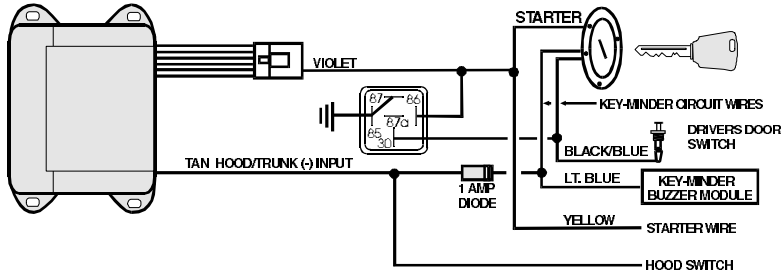 STARTER
VIOLET
87
86
87a
85
30
KEY-MINDER CIRCUIT WIRES
DRIVERS DOOR
SWITCH
BLACK/BLUE
TAN HOOD/TRUNK (-) INPUT
1 AMP
DIODE
LT. BLUE
KEY-MINDER
BUZZER MODULE
YELLOW
STARTER WIRE
HOOD SWITCH